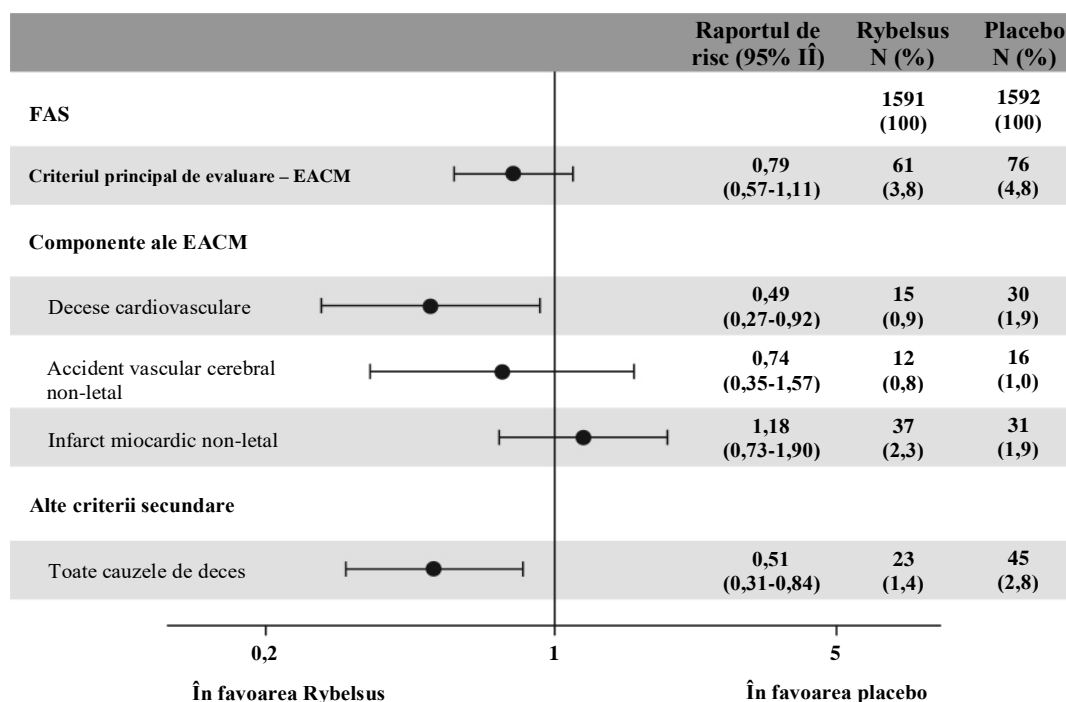 Raportul de risc (95% IÎ) Rybelsus N (%) Placebo N (%)
FAS 1591 (100) 1592 (100)
Criteriul principal de evaluare – EACM 0,79 (0,57-1,11) 61 (3,8) 76 (4,8)
Componente ale EACM
Decese cardiovasculare 0,49 (0,27-0,92) 15 (0,9) 30 (1,9)
Accident vascular cerebral non-letal 0,74 (0,35-1,57) 12 (0,8) 16 (1,0)
Infarct miocardic non-letal 1,18 (0,73-1,90) 37 (2,3) 31 (1,9)
Alte criterii secundare
Toate cauzele de deces 0,51 (0,31-0,84) 23 (1,4) 45 (2,8)
0,2 1 5
În favoarea Rybelsus În favoarea placebo